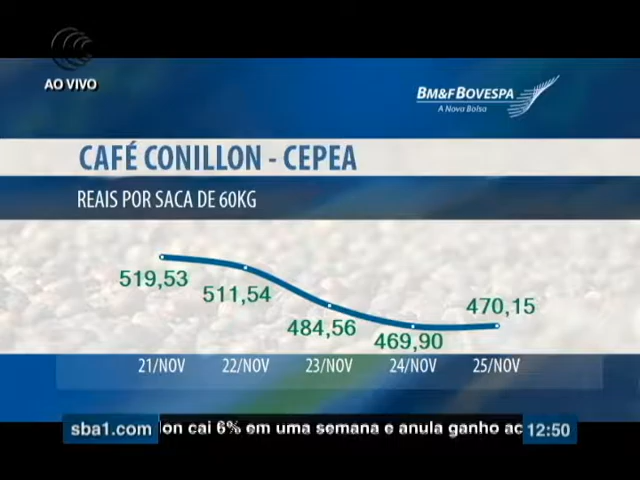 AO VIVO
BM&FBOVESPA
A Nova Bolsa
CAFÉ CONILLON - CEPEA
REAIS POR SACA DE 60KG
519,53
511,54
484,56
469,90
470,15
21/NOV 22/NOV 23/NOV 24/NOV 25/NOV
sba1.com lon cai 6% em uma semana e anula ganho ac 12:50